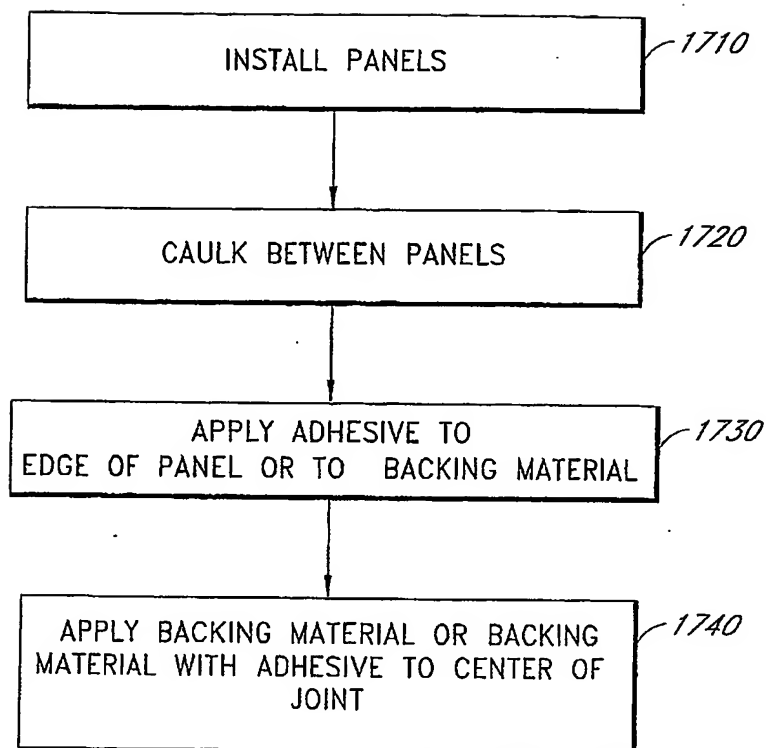 INSTALL PANELS
1710
CAULK BETWEEN PANELS
1720
APPLY ADHESIVE TO
EDGE OF PANEL OR TO BACKING MATERIAL
1730
APPLY BACKING MATERIAL OR BACKING
MATERIAL WITH ADHESIVE TO CENTER OF
JOINT
1740